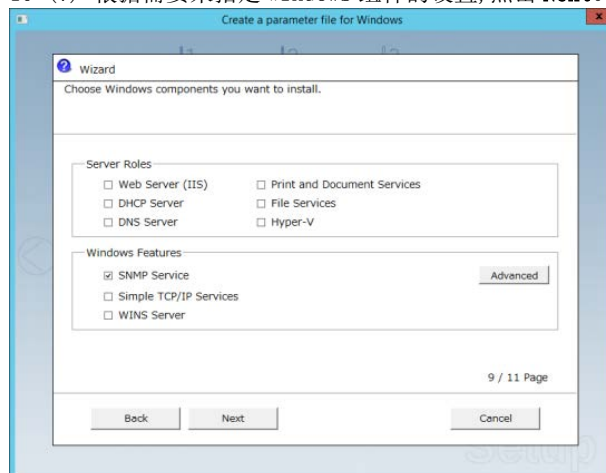 Create a parameter file for Windows
Wizard
Choose Windows components you want to install.
Server Roles
Web Server (IIS)
Print and Document Services
DHCP Server
File Services
DNS Server
Hyper-V
Windows Features
SNMP Service
Advanced
Simple TCP/IP Services
WINS Server
9 / 11 Page
Back
Next
Cancel
Setup